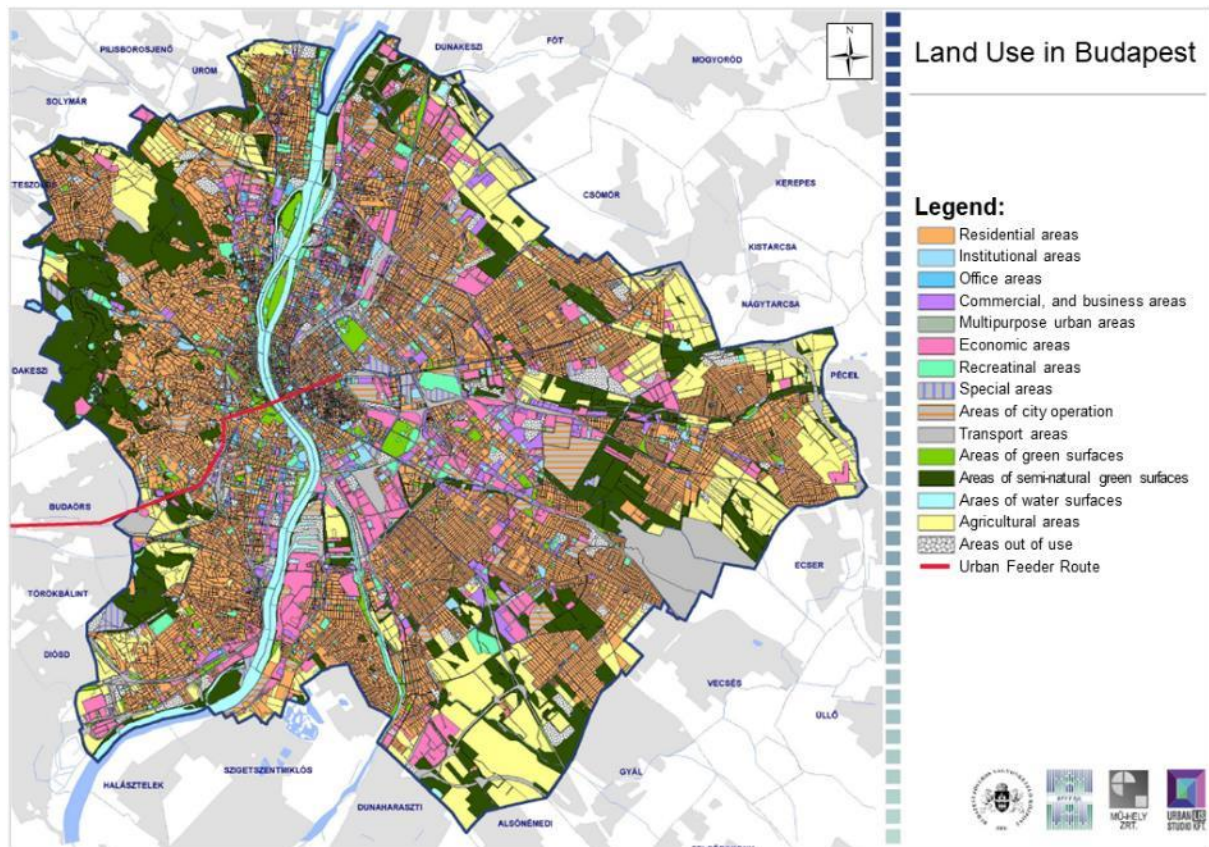 Land Use in Budapest
Legend:
Residential areas
Institutional areas
Office areas
Commercial, and business areas
Multipurpose urban areas
Economic areas
Recreatinal areas
Special areas
Areas of city operation
Transport areas
Areas of green surfaces
Areas of semi-natural green surfaces
Araes of water surfaces
Agricultural areas
Areas out of use
Urban Feeder Route
N
PILISBOROSJENŐ
ÜRÖM
SOLYMÁR
DUNAKESZI
FÓT
MOGYORÓD
CSÖMÖR
KEREPES
KISTARCSA
NAGYTARCSA
PÉCEL
DAKESZI
BUDAÖRS
TÖRÖKBÁLINT
DIÓSD
ECSER
VECSÉS
ÜLLŐ
GYÁL
HALÁSZTELEK
SZIGETSZENTMIKLÓS
DUNAHARASZTI
ALSÓNÉMEDI
MŰ-HELY
ZRT.
URBAN LIS
STUDIO KFT.